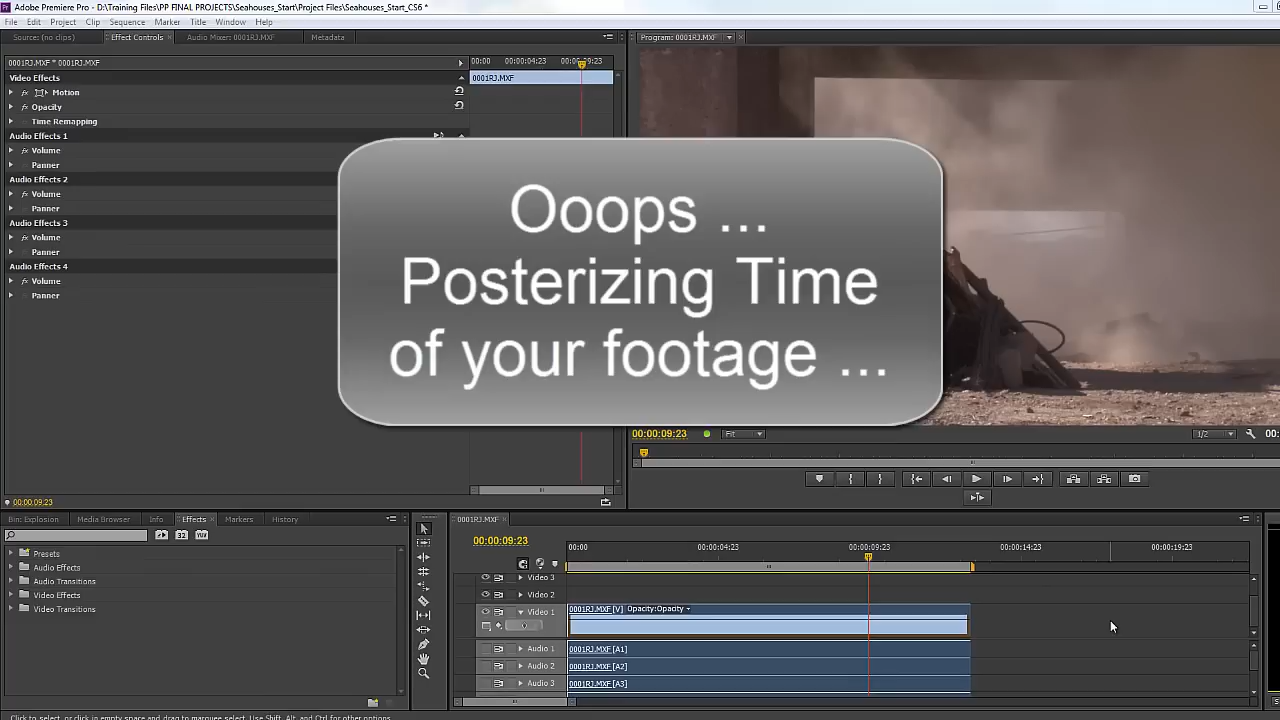 Adobe Premiere Pro - D:\Training Files\PP FINAL PROJECTS\Seahouses_Start\Project Files\Seahouses_Start_CS6 *
File Edit Project Clip Sequence Marker Title Window Help
Source: (no clips) Effect Controls Audio Mixer: 0001RJ.MXF Metadata
Program: 0001RJ.MXF
0001RJ.MXF * 0001RJ.MXF
00:00 00:00:04:23 00:00:09:23
Video Effects
0001RJ.MXF
fx Motion
fx Opacity
Time Remapping
Audio Effects 1
fx Volume
Panner
Audio Effects 2
fx Volume
Panner
Audio Effects 3
fx Volume
Panner
Audio Effects 4
fx Volume
Panner
Ooops ...
Posterizing Time
of your footage ...
00:00:09:23 Fit 1/2 00:
00:00:09:23
Bin: Explosion Media Browser Info Effects Markers History
32 YUV
Presets
Audio Effects
Audio Transitions
Video Effects
Video Transitions
0001RJ.MXF
00:00:09:23
00:00 00:00:04:23 00:00:09:23 00:00:14:23 00:00:19:23
Video 3
Video 2
Video 1 0001RJ.MXF [V] Opacity:Opacity
Audio 1 0001RJ.MXF [A1]
Audio 2 0001RJ.MXF [A2]
Audio 3 0001RJ.MXF [A3]
Click to select, or click in empty space and drag to marquee select. Use Shift, Alt, and Ctrl for other options.